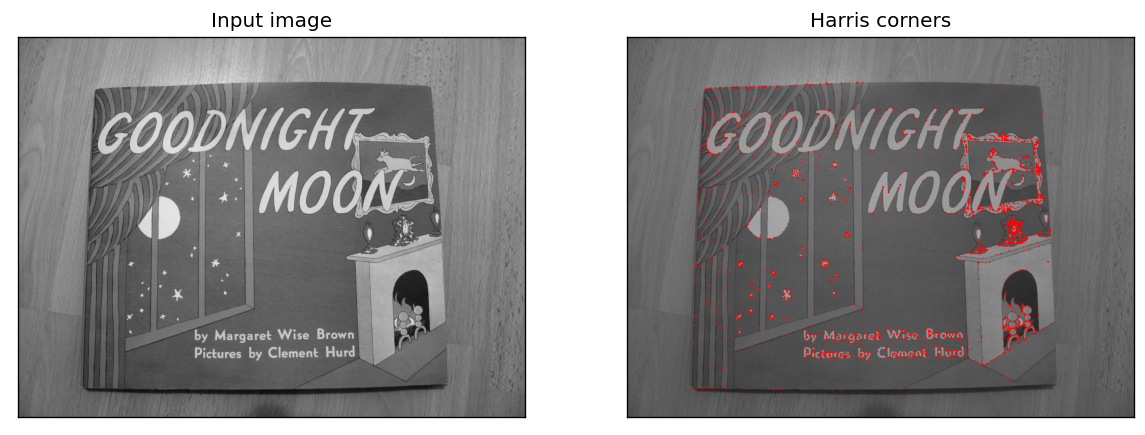 Input image
GOODNIGHT
MOON
by Margaret Wise Brown
Pictures by Clement Hurd
Harris corners
GOODNIGHT
MOON
by Margaret Wise Brown
Pictures by Clement Hurd